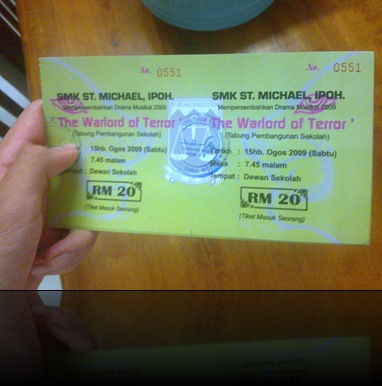 No. 0551
SMK ST. MICHAEL, IPOH.
Mempersembahkan Drama Musikal 2009
The Warlord of Terror '
(Tabung Pembangunan Sekolah)
: 15hb. Ogos 2009 (Sabtu)
: 7.45 malam
Tempat : Dewan Sekolah
RM 20
(Tiket Masuk Seorang)
No. 0551
SMK ST. MICHAEL, IPOH.
Mempersembahkan Drama Musikal 2009
The Warlord of Terror '
(Tabung Pembangunan Sekolah)
Tarikh : 15hb. Ogos 2009 (Sabtu)
Masa : 7.45 malam
Tempat : Dewan Sekolah
RM 20
(Tiket Masuk Seorang)